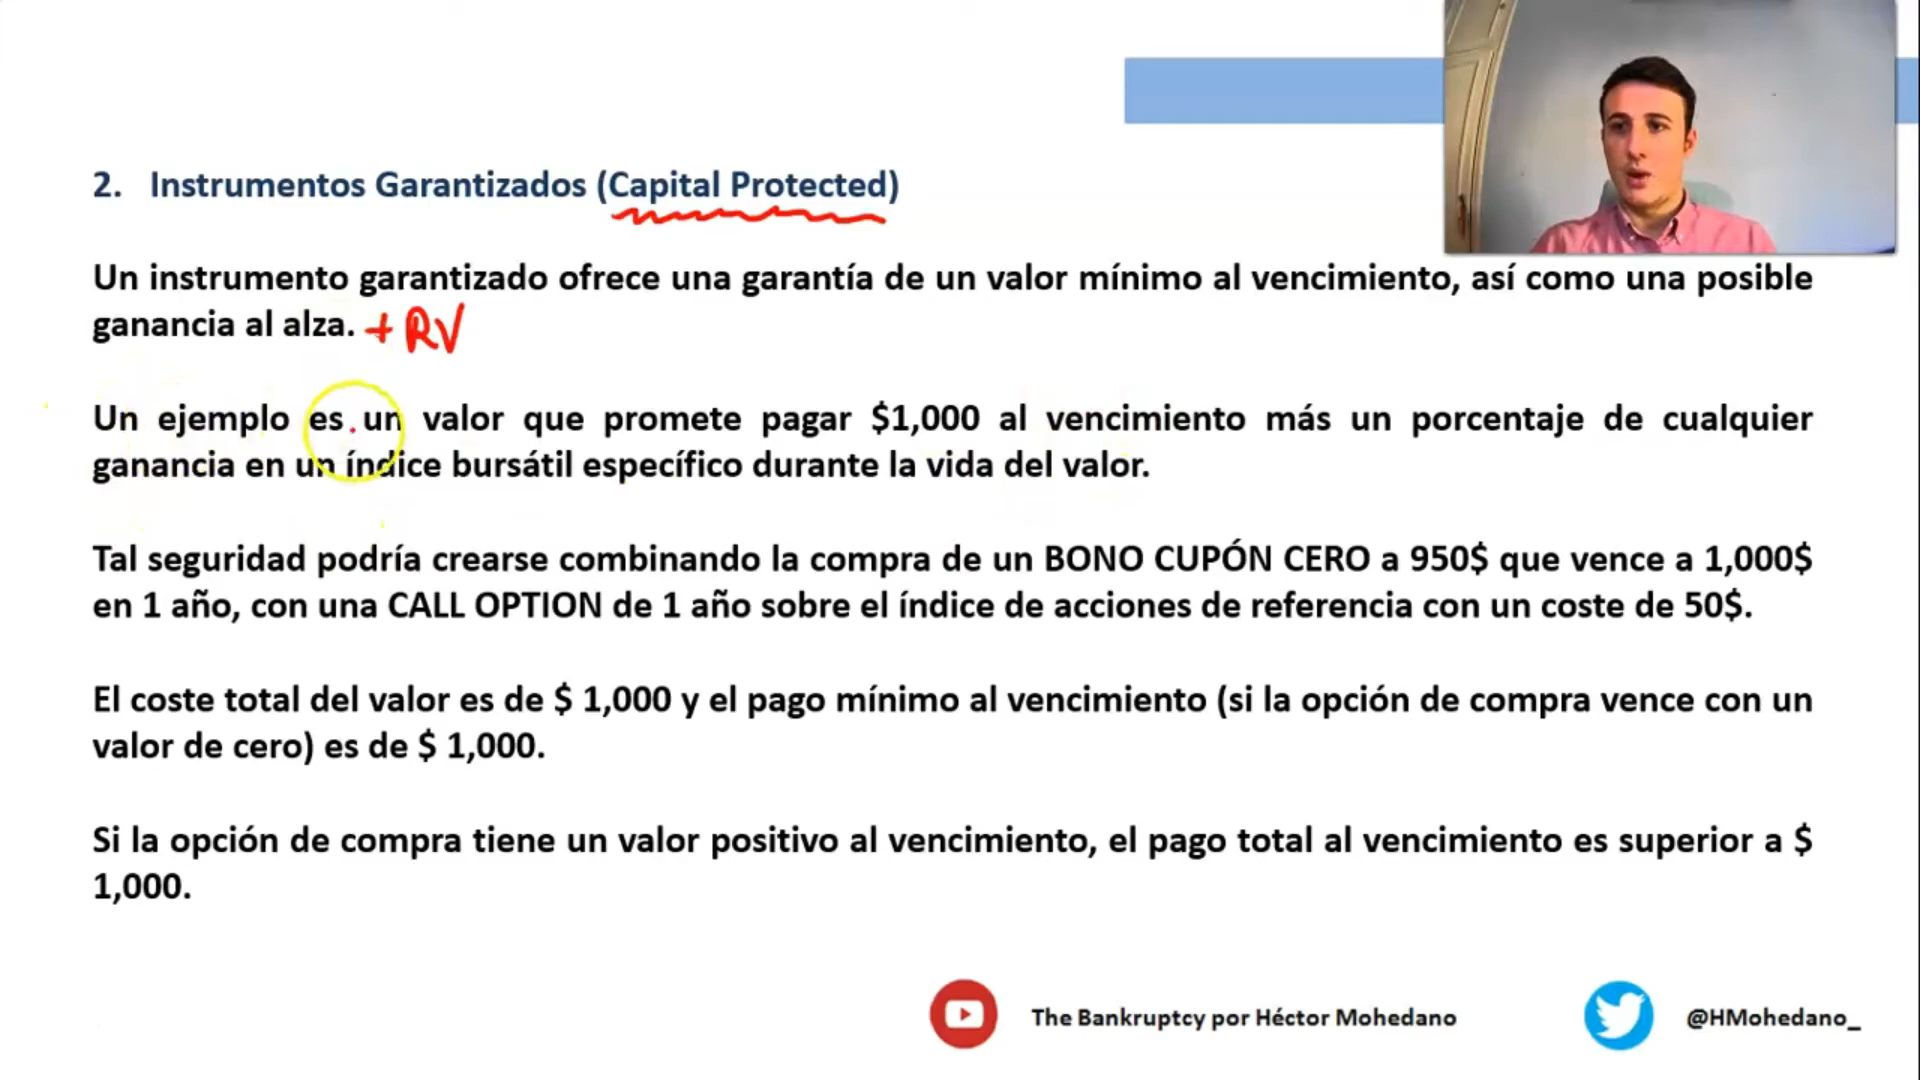 2. Instrumentos Garantizados (Capital Protected)
Un instrumento garantizado ofrece una garantía de un valor mínimo al vencimiento, así como una posible
ganancia al alza. + RV
Un ejemplo es un valor que promete pagar $1,000 al vencimiento más un porcentaje de cualquier
ganancia en un índice bursátil específico durante la vida del valor.
Tal seguridad podría crearse combinando la compra de un BONO CUPÓN CERO a 950$ que vence a 1,000$
en 1 año, con una CALL OPTION de 1 año sobre el índice de acciones de referencia con un coste de 50$.
El coste total del valor es de $ 1,000 y el pago mínimo al vencimiento (si la opción de compra vence con un
valor de cero) es de $ 1,000.
Si la opción de compra tiene un valor positivo al vencimiento, el pago total al vencimiento es superior a $
1,000.
The Bankruptcy por Héctor Mohedano
@HMohedano_